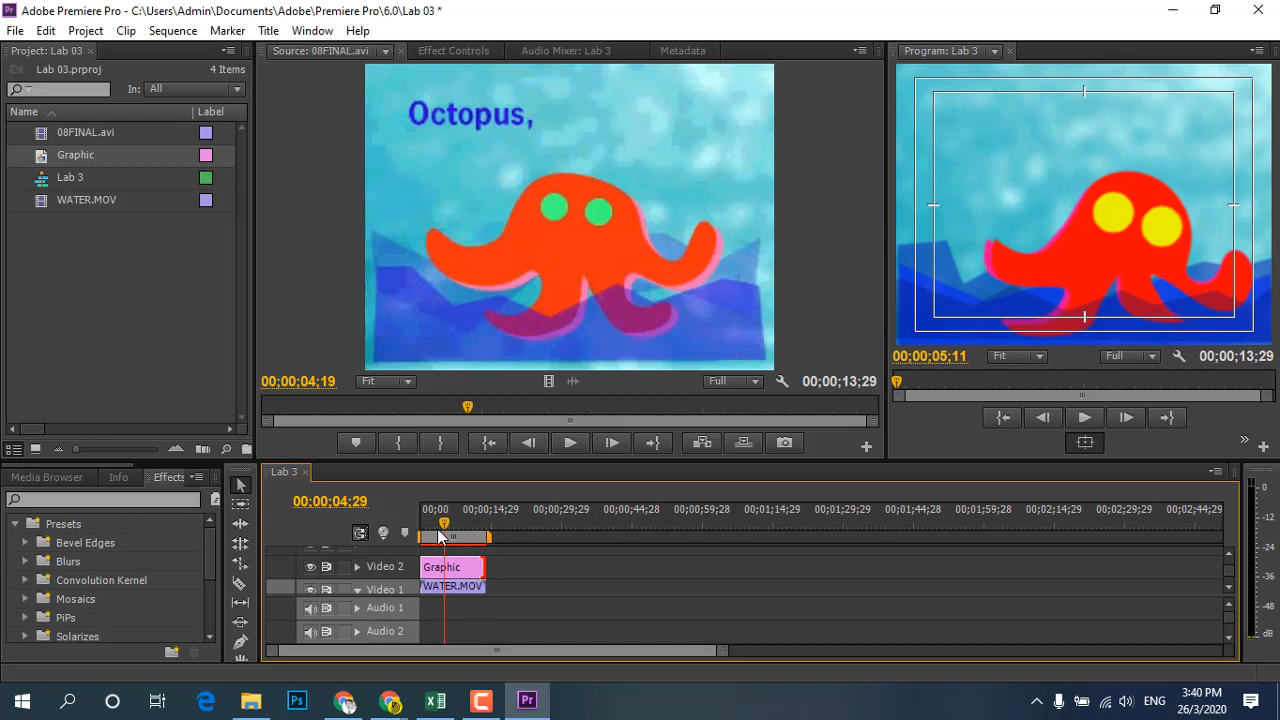 Adobe Premiere Pro - C:\Users\Admin\Documents\Adobe\Premiere Pro\6.0\Lab 03 *
File Edit Project Clip Sequence Marker Title Window Help
Project: Lab 03
Lab 03.prproj 4 Items
In: All
Name Label
08FINAL.avi
Graphic
Lab 3
WATER.MOV
Source: 08FINAL.avi Effect Controls Audio Mixer: Lab 3 Metadata
Octopus,
00;00;04;19 Fit Full 00;00;13;29
Program: Lab 3
00;00;05;11 Fit Full 00;00;13;29
Media Browser Info Effects
Presets
Bevel Edges
Blurs
Convolution Kernel
Mosaics
PiPs
Solarizes
Lab 3
00;00;04;29
00;00 00;00;14;29 00;00;29;29 00;00;44;28 00;00;59;28 00;01;14;29 00;01;29;29 00;01;44;28 00;01;59;28 00;02;14;29 00;02;29;29 00;02;44;29
Video 2 Graphic
Video 1 WATER.MOV
Audio 1
Audio 2
0
-12
-24
-36
-48
dB
Pr
Ps
Pr
ENG
3:40 PM
26/3/2020